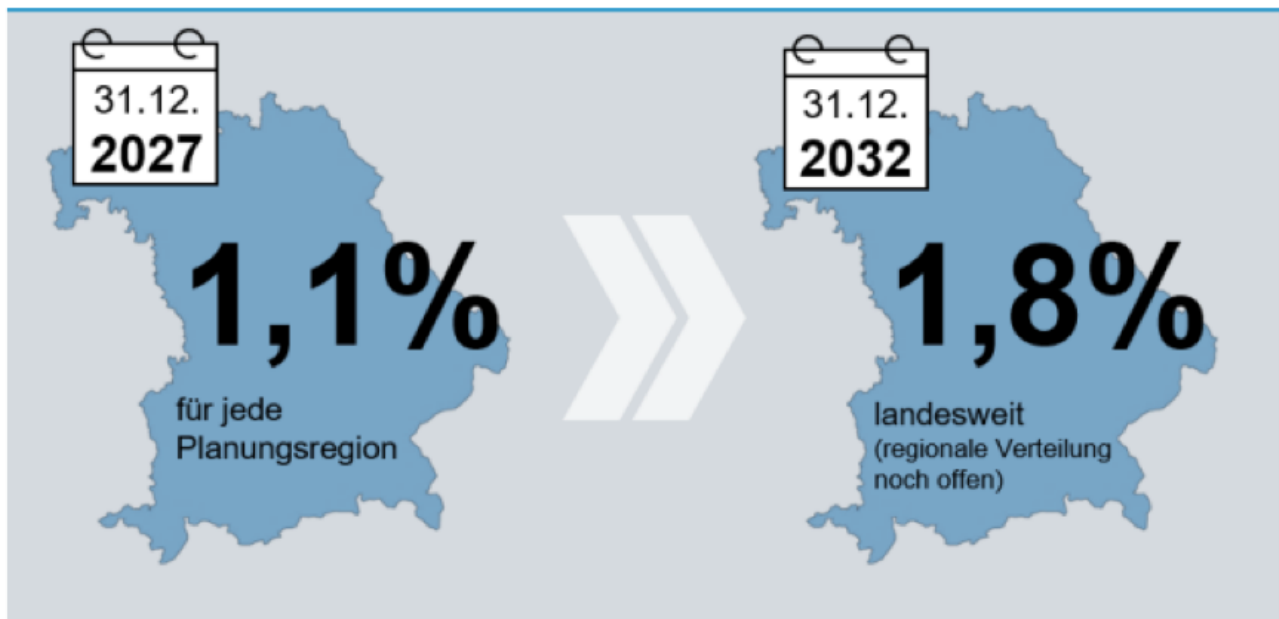 31.12.
2027
1,1%
für jede
Planungsregion
31.12.
2032
1,8%
landesweit
(regionale Verteilung
noch offen)